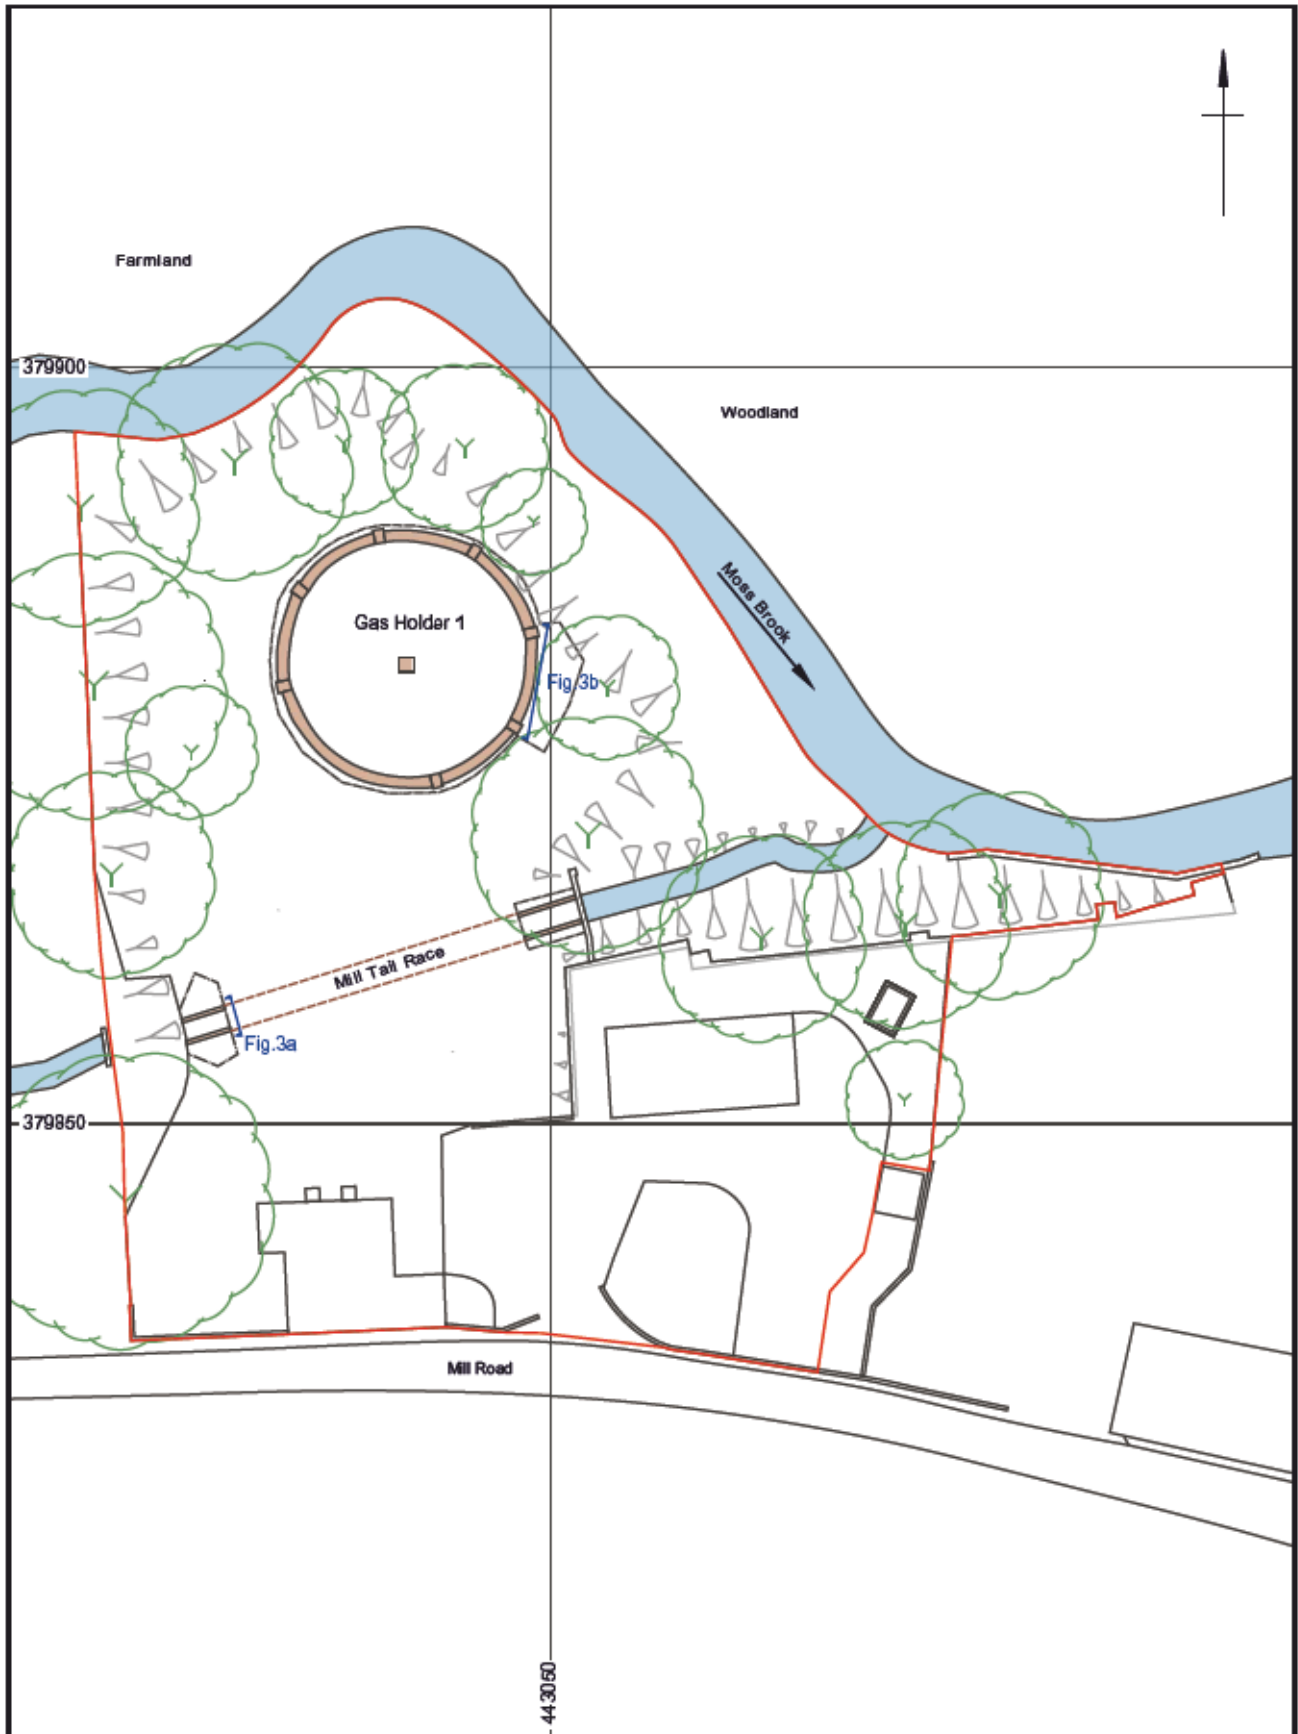 Farmland
379900
Woodland
Moss Brook
Gas Holder 1
Fig.3b
Mill Tail Race
Fig.3a
379850
Mill Road
443050